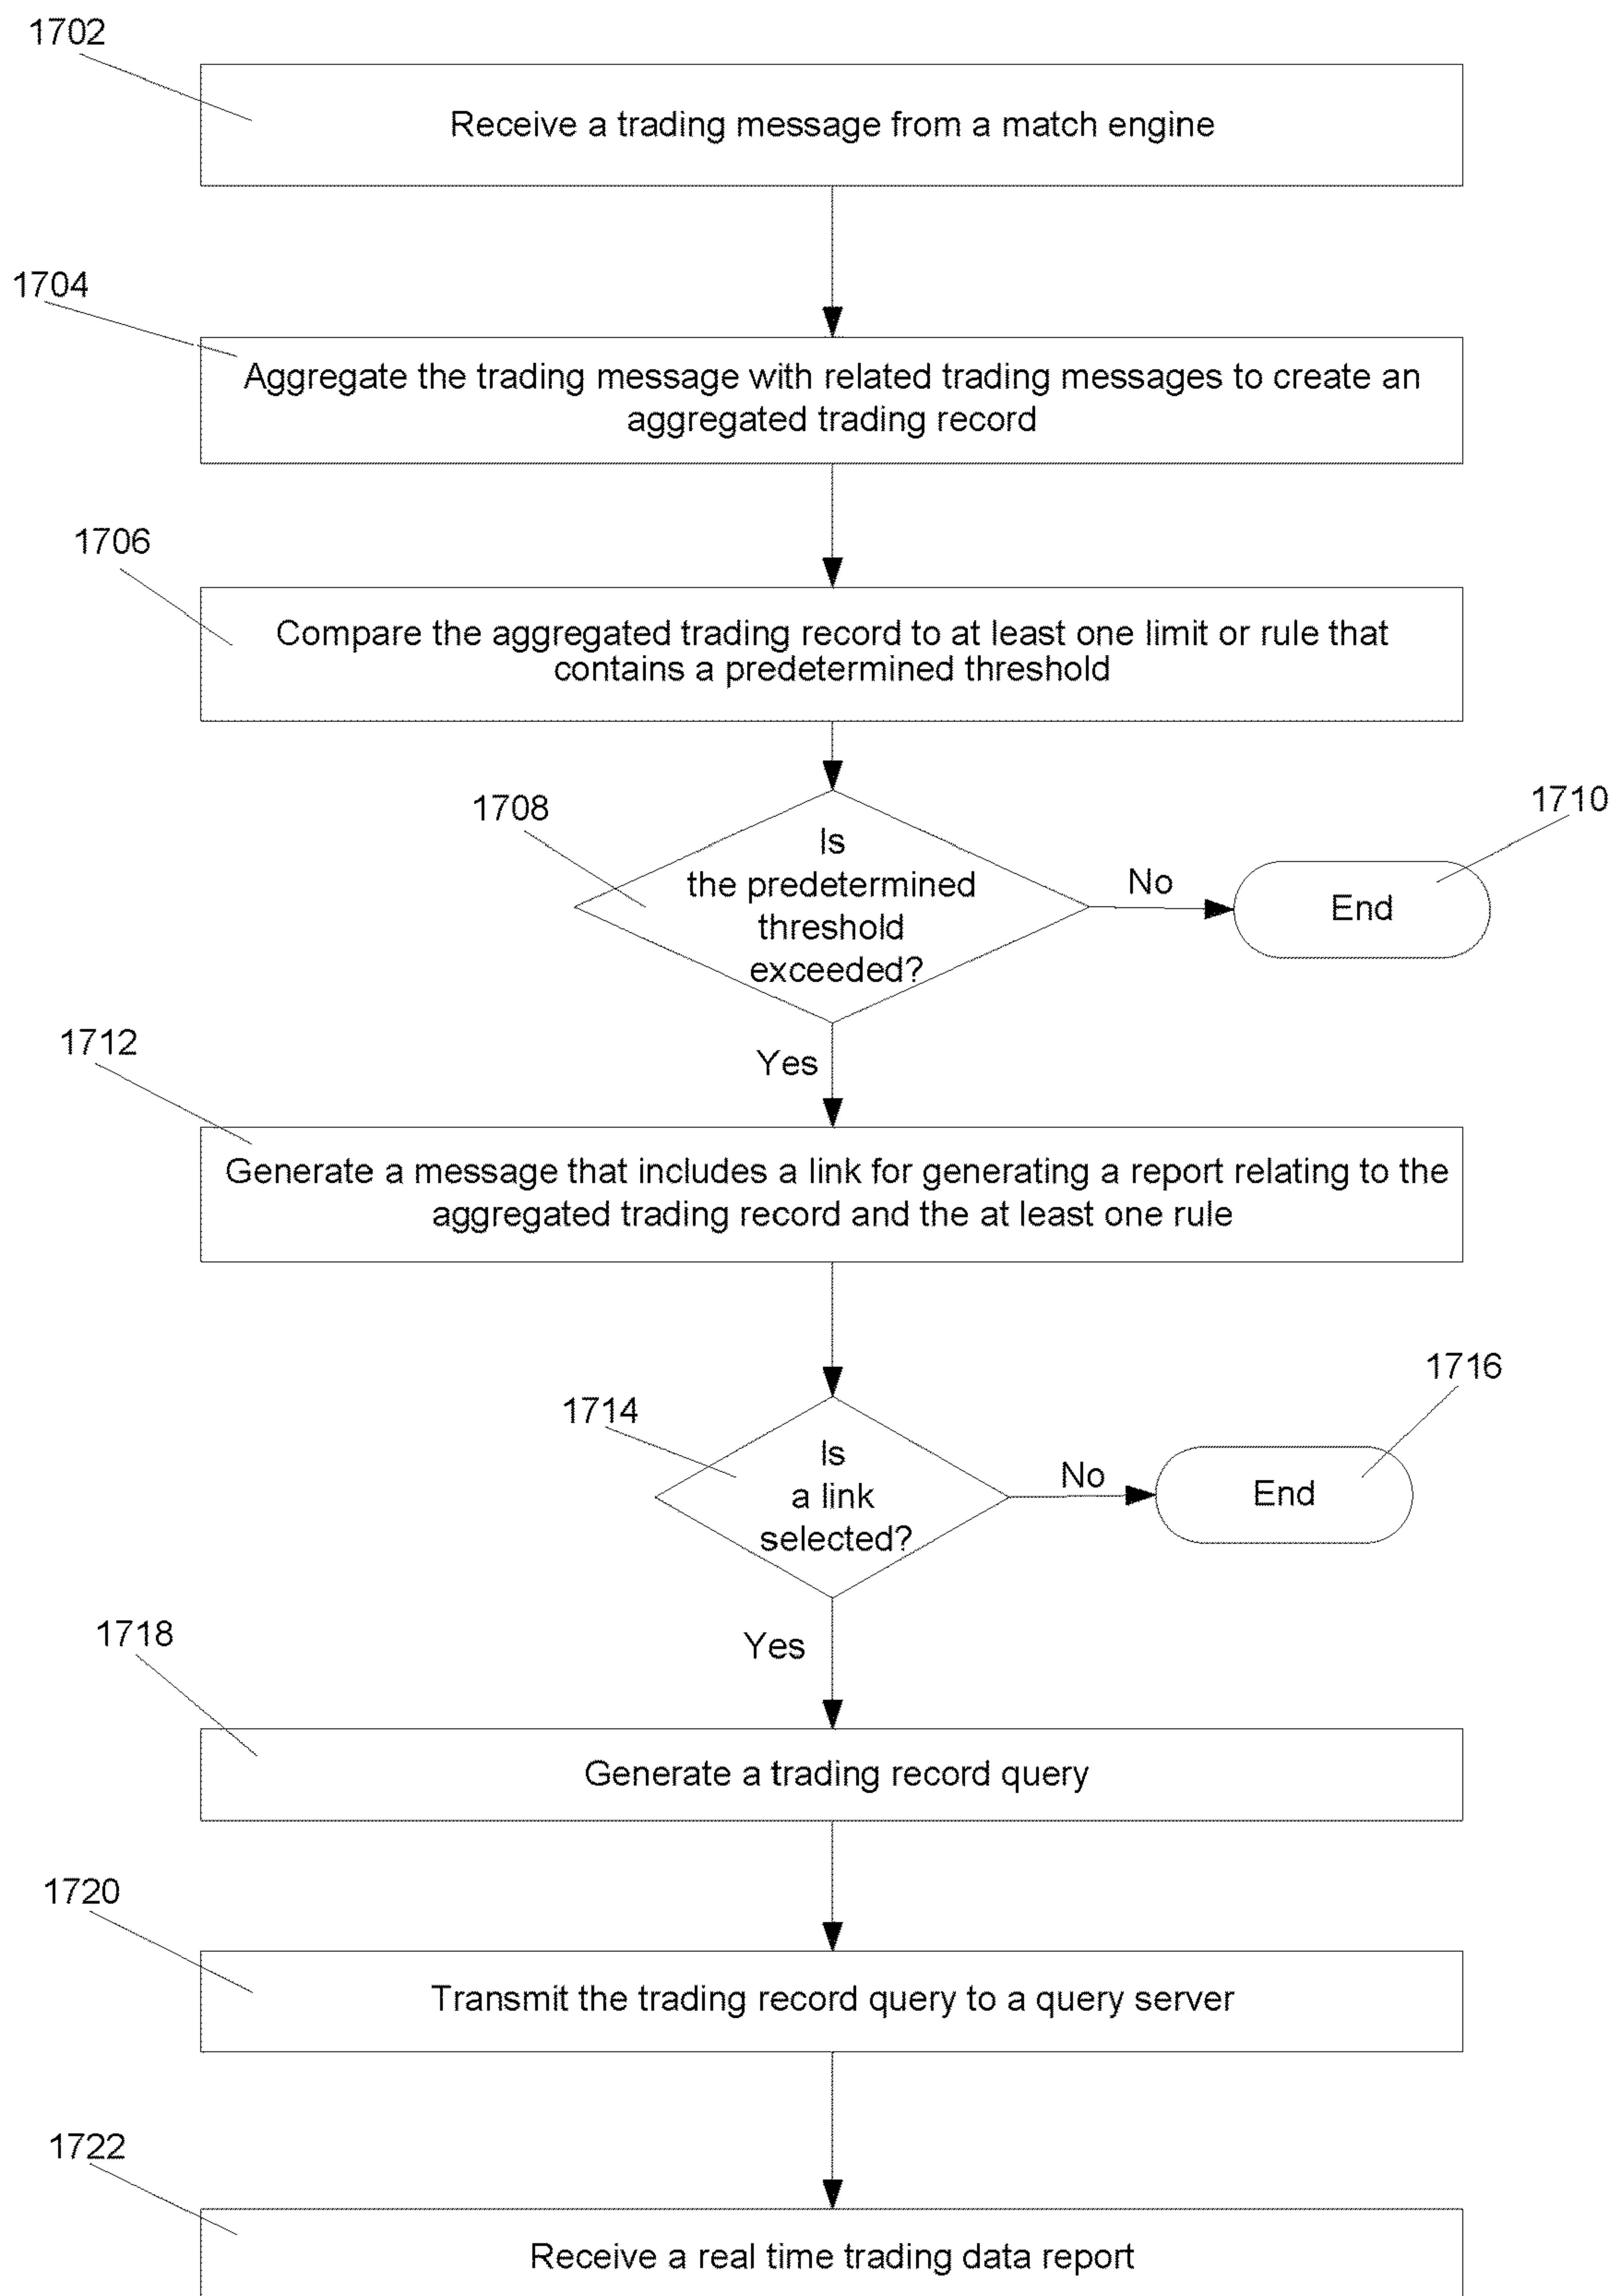 1702
Receive a trading message from a match engine
1704
Aggregate the trading message with related trading messages to create an
aggregated trading record
1706
Compare the aggregated trading record to at least one limit or rule that
contains a predetermined threshold
1708
Is
the predetermined
threshold
exceeded?
No
1710
End
Yes
1712
Generate a message that includes a link for generating a report relating to the
aggregated trading record and the at least one rule
1714
Is
a link
selected?
No
1716
End
Yes
1718
Generate a trading record query
1720
Transmit the trading record query to a query server
1722
Receive a real time trading data report